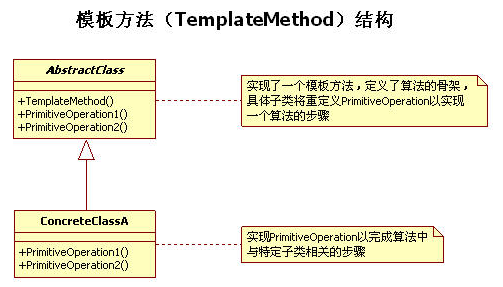 模板方法（TemplateMethod）结构
AbstractClass
+TemplateMethod()
+PrimitiveOperation1()
+PrimitiveOperation2()
实现了一个模板方法，定义了算法的骨架，
具体子类将重定义PrimitiveOperation以实现
一个算法的步骤
ConcreteClassA
+PrimitiveOperation1()
+PrimitiveOperation2()
实现PrimitiveOperation以完成算法中
与特定子类相关的步骤